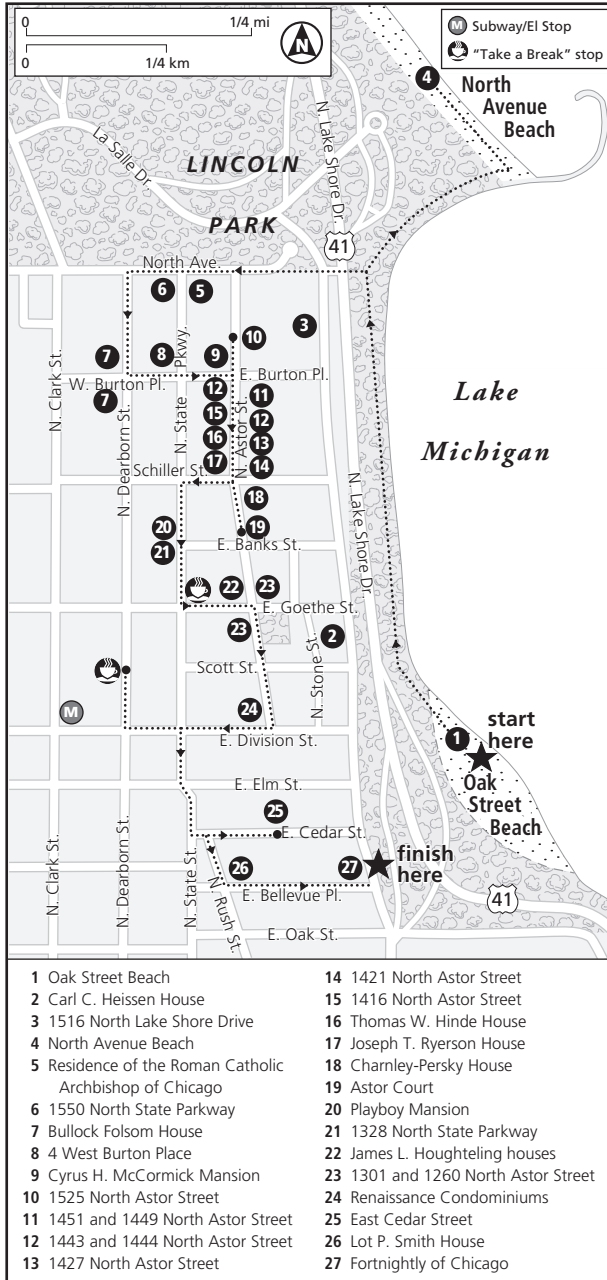 0 1/4 mi
0 1/4 km
N
M Subway/El Stop
"Take a Break" stop
4
North
Avenue
Beach
La Salle Dr.
N. Lake Shore Dr.
LINCOLN
PARK
41
North Ave.
6
5
3
10
7
8
9
Pkwy.
W. Burton Pl.
E. Burton Pl.
7
12
11
15
12
16
13
17
14
N. Clark St.
N. Dearborn St.
N. State
N. Astor St.
Lake
Michigan
Schiller St.
18
N. Lake Shore Dr.
20
19
21
E. Banks St.
22
23
E. Goethe St.
23
2
Scott St.
N. Stone St.
M
24
E. Division St.
1
start
here
Oak
Street
Beach
E. Elm St.
25
E. Cedar St.
N. Clark St.
N. Dearborn St.
N. State St.
N. Rush St.
26
27
finish
here
E. Bellevue Pl.
41
E. Oak St.
1 Oak Street Beach
2 Carl C. Heissen House
3 1516 North Lake Shore Drive
4 North Avenue Beach
5 Residence of the Roman Catholic
Archbishop of Chicago
6 1550 North State Parkway
7 Bullock Folsom House
8 4 West Burton Place
9 Cyrus H. McCormick Mansion
10 1525 North Astor Street
11 1451 and 1449 North Astor Street
12 1443 and 1444 North Astor Street
13 1427 North Astor Street
14 1421 North Astor Street
15 1416 North Astor Street
16 Thomas W. Hinde House
17 Joseph T. Ryerson House
18 Charnley-Persky House
19 Astor Court
20 Playboy Mansion
21 1328 North State Parkway
22 James L. Houghteling houses
23 1301 and 1260 North Astor Street
24 Renaissance Condominiums
25 East Cedar Street
26 Lot P. Smith House
27 Fortnightly of Chicago